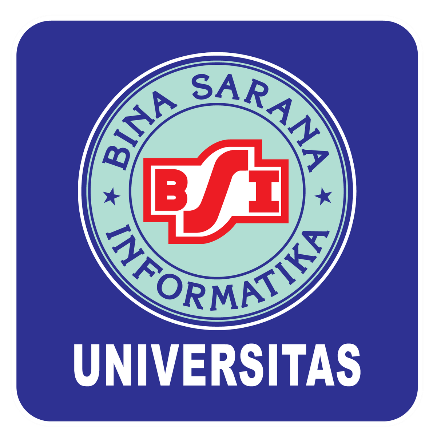 BINA SARANA
BSI
INFORMATIKA
UNIVERSITAS